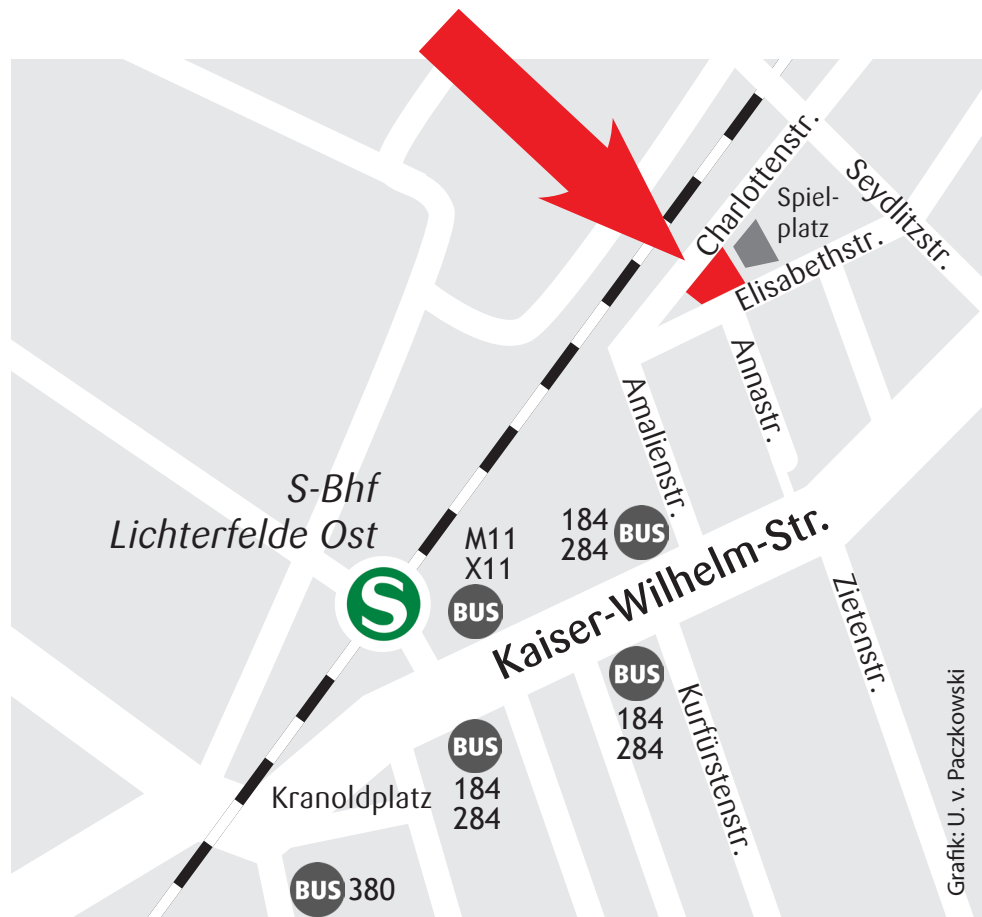 Charlottenstr.
Seydlitzstr.
Spiel-
platz
Elisabethstr.
Annastr.
Amalienstr.
S-Bhf
Lichterfelde Ost
S
M11
X11
BUS
184
284
BUS
Kaiser-Wilhelm-Str.
Zietenstr.
BUS
184
284
Kurfürstenstr.
BUS
184
284
Kranoldplatz
BUS 380
Grafik: U. v. Paczkowski